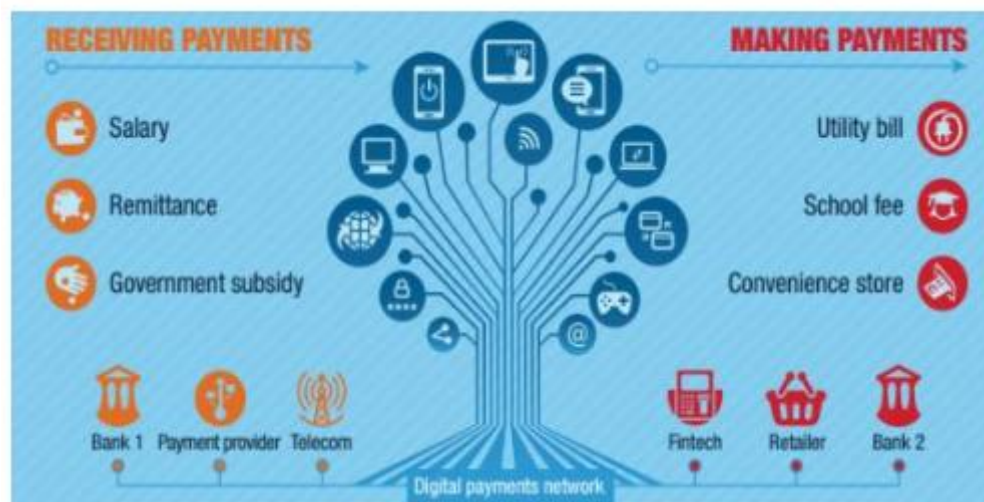 RECEIVING PAYMENTS
MAKING PAYMENTS
Salary
Remittance
Government subsidy
Utility bill
School fee
Convenience store
Bank 1
Payment provider
Telecom
Fintech
Retailer
Bank 2
@
Digital payments network